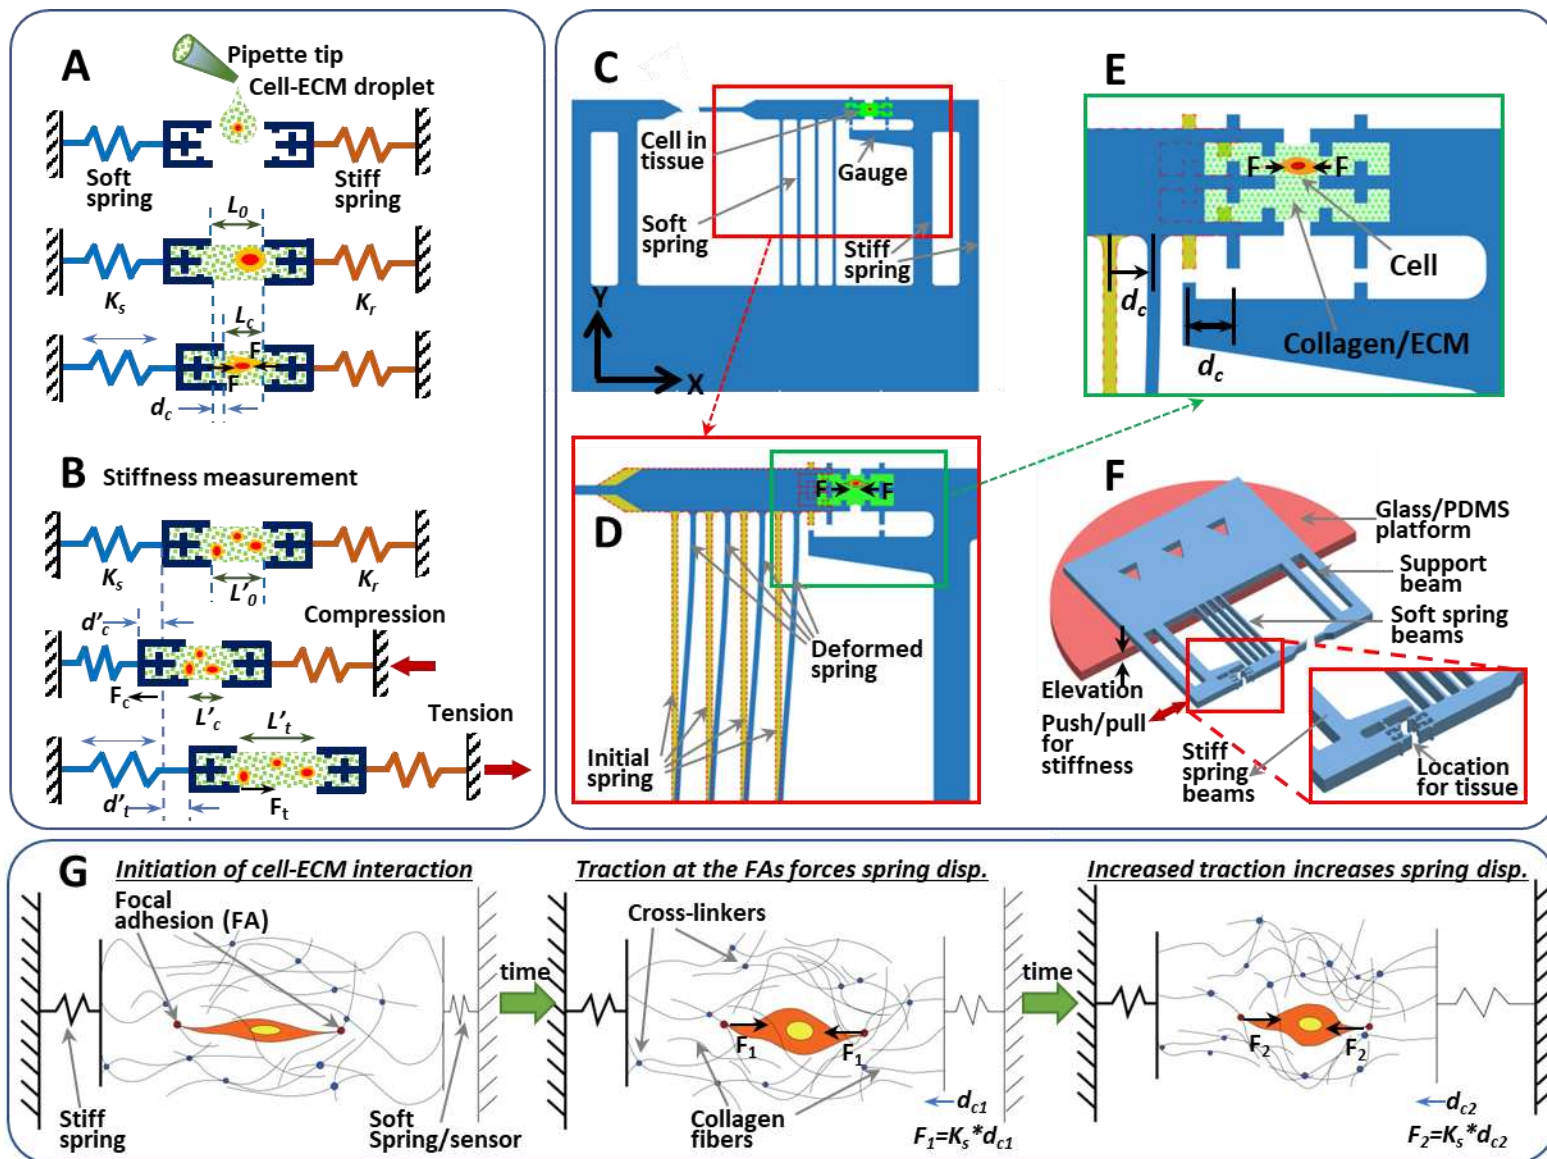 A
Pipette tip
Cell-ECM droplet
Soft
spring
Stiff
spring
L0
Ks
Kr
Lc
F
F
dc
B
Stiffness measurement
Ks
Kr
L'0
d'c
Compression
Fc
L'c
L't
Tension
d't
Ft
C
Cell in
tissue
Gauge
Soft
spring
Stiff
spring
Y
X
D
F
F
Deformed
spring
Initial
spring
E
F
F
Cell
dc
dc
Collagen/ECM
F
Glass/PDMS
platform
Support
beam
Soft spring
beams
Elevation
Push/pull
for
stiffness
Stiff
spring
beams
Location
for tissue
G
Initiation of cell-ECM interaction
Focal
adhesion (FA)
Stiff
spring
Soft
Spring/sensor
time
Traction at the FAs forces spring disp.
Cross-linkers
F1
F1
Collagen
fibers
dc1
F1=Ks*dc1
time
Increased traction increases spring disp.
F2
F2
dc2
F2=Ks*dc2